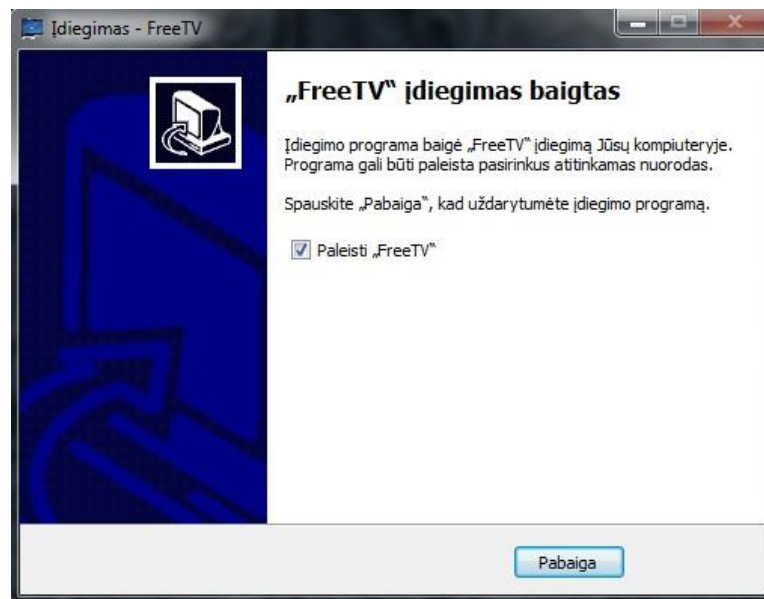 Įdiegimas - FreeTV
„FreeTV“ įdiegimas baigtas
Įdiegimo programa baigė „FreeTV“ įdiegimą Jūsų kompiuteryje.
Programa gali būti paleista pasirinkus atitinkamas nuorodas.
Spauskite „Pabaiga“, kad uždarytumėte įdiegimo programą.
Paleisti „FreeTV“
Pabaiga